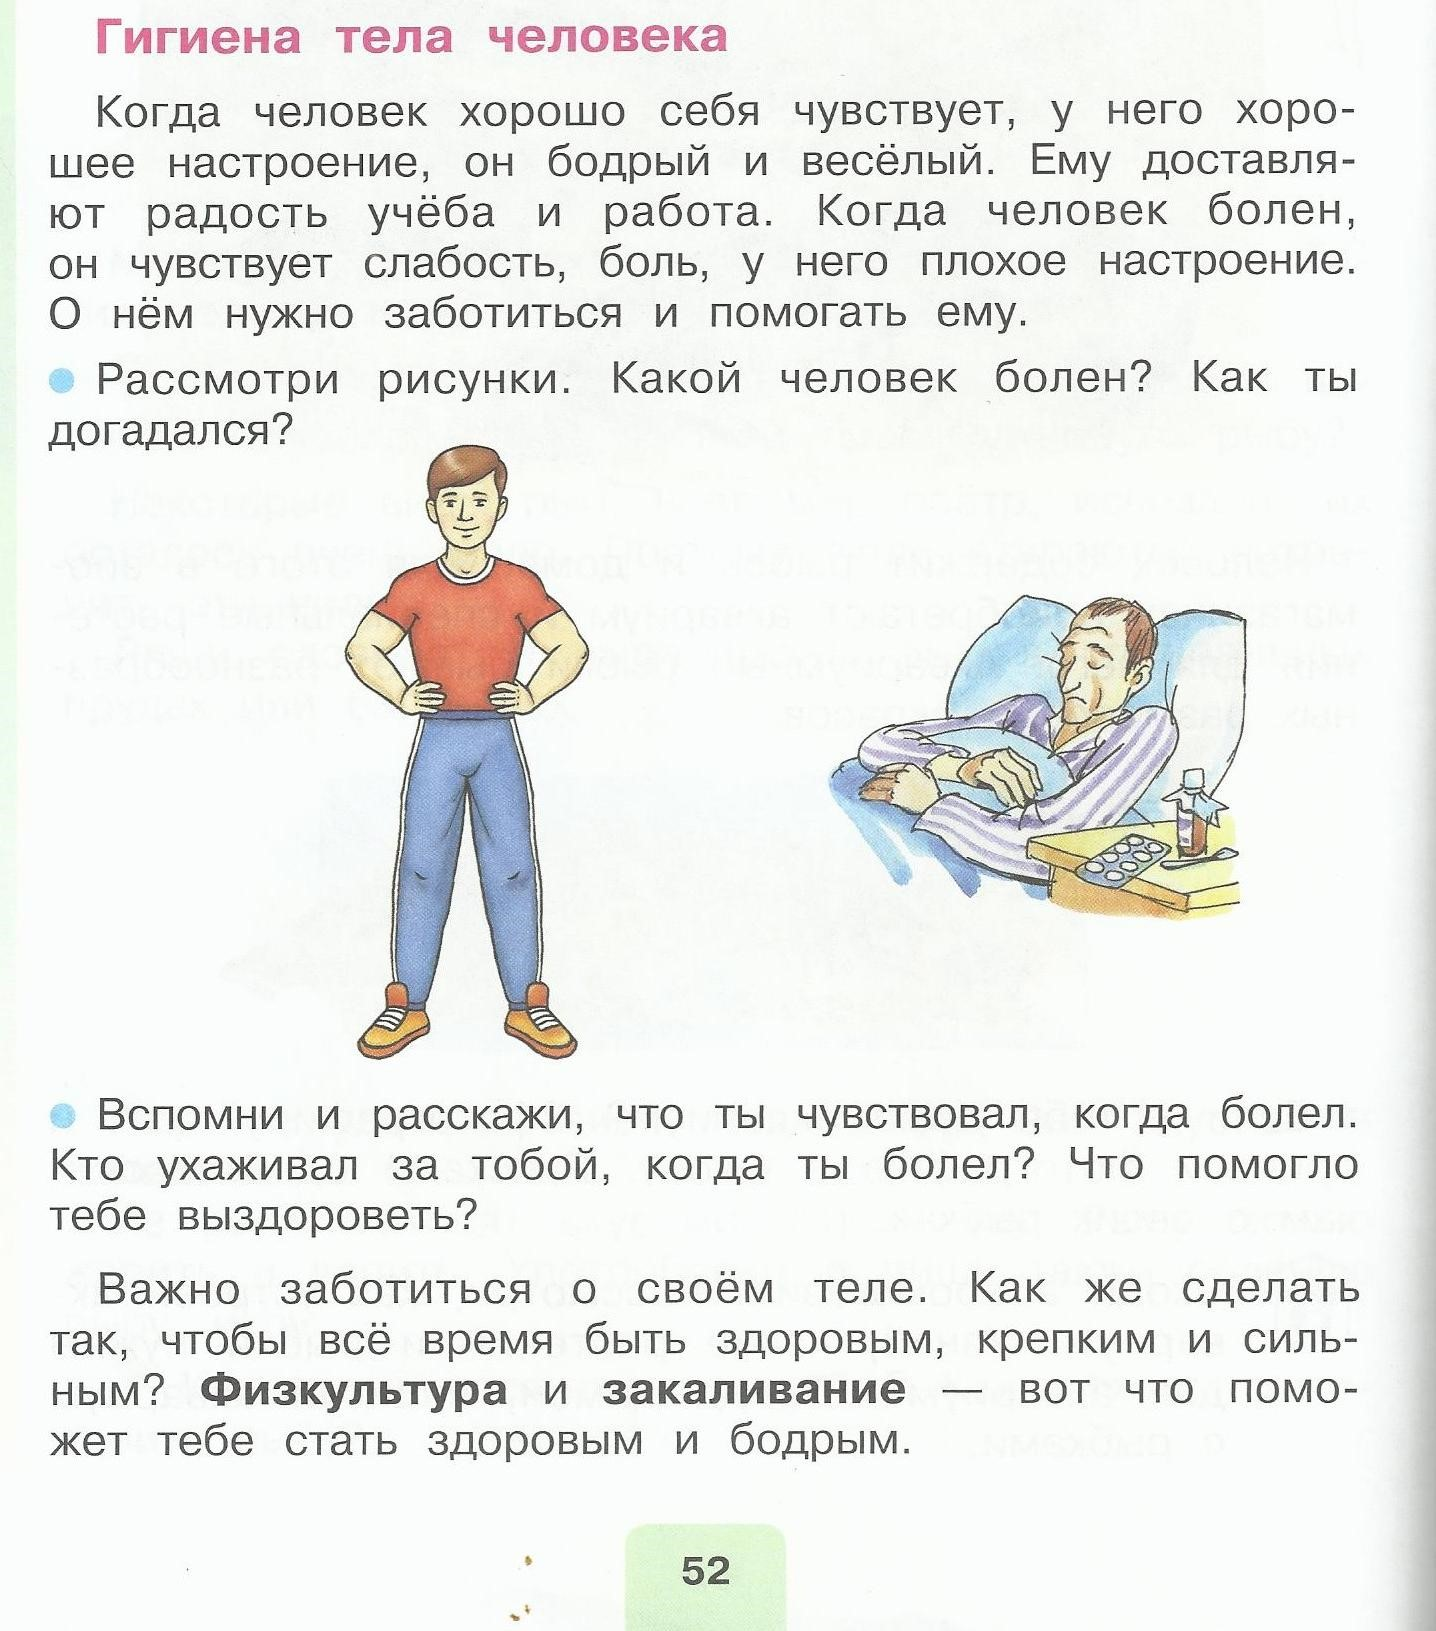 Гигиена тела человека
Когда человек хорошо себя чувствует, у него хоро-
шее настроение, он бодрый и весёлый. Ему доставля-
ют радость учёба и работа. Когда человек болен,
он чувствует слабость, боль, у него плохое настроение.
О нём нужно заботиться и помогать ему.
● Рассмотри рисунки. Какой человек болен? Как ты
догадался?
● Вспомни и расскажи, что ты чувствовал, когда болел.
Кто ухаживал за тобой, когда ты болел? Что помогло
тебе выздороветь?
Важно заботиться о своём теле. Как же сделать
так, чтобы всё время быть здоровым, крепким и силь-
ным? Физкультура и закаливание — вот что помо-
жет тебе стать здоровым и бодрым.
52